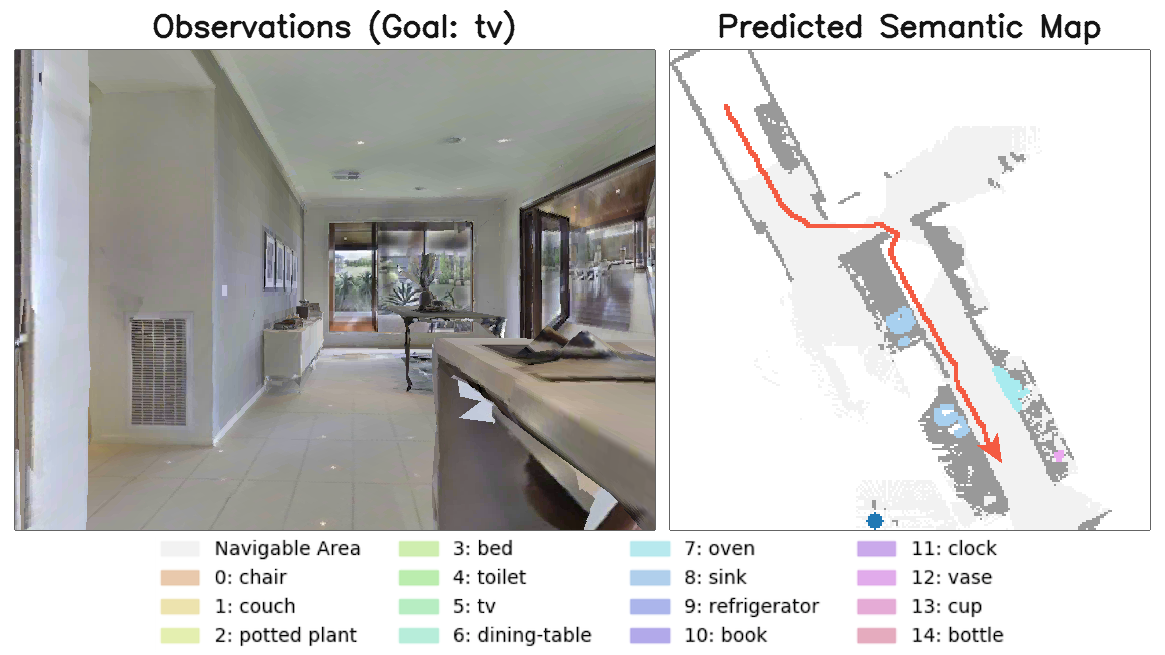 Observations (Goal: tv)
Predicted Semantic Map
Navigable Area
0: chair
1: couch
2: potted plant
3: bed
4: toilet
5: tv
6: dining-table
7: oven
8: sink
9: refrigerator
10: book
11: clock
12: vase
13: cup
14: bottle